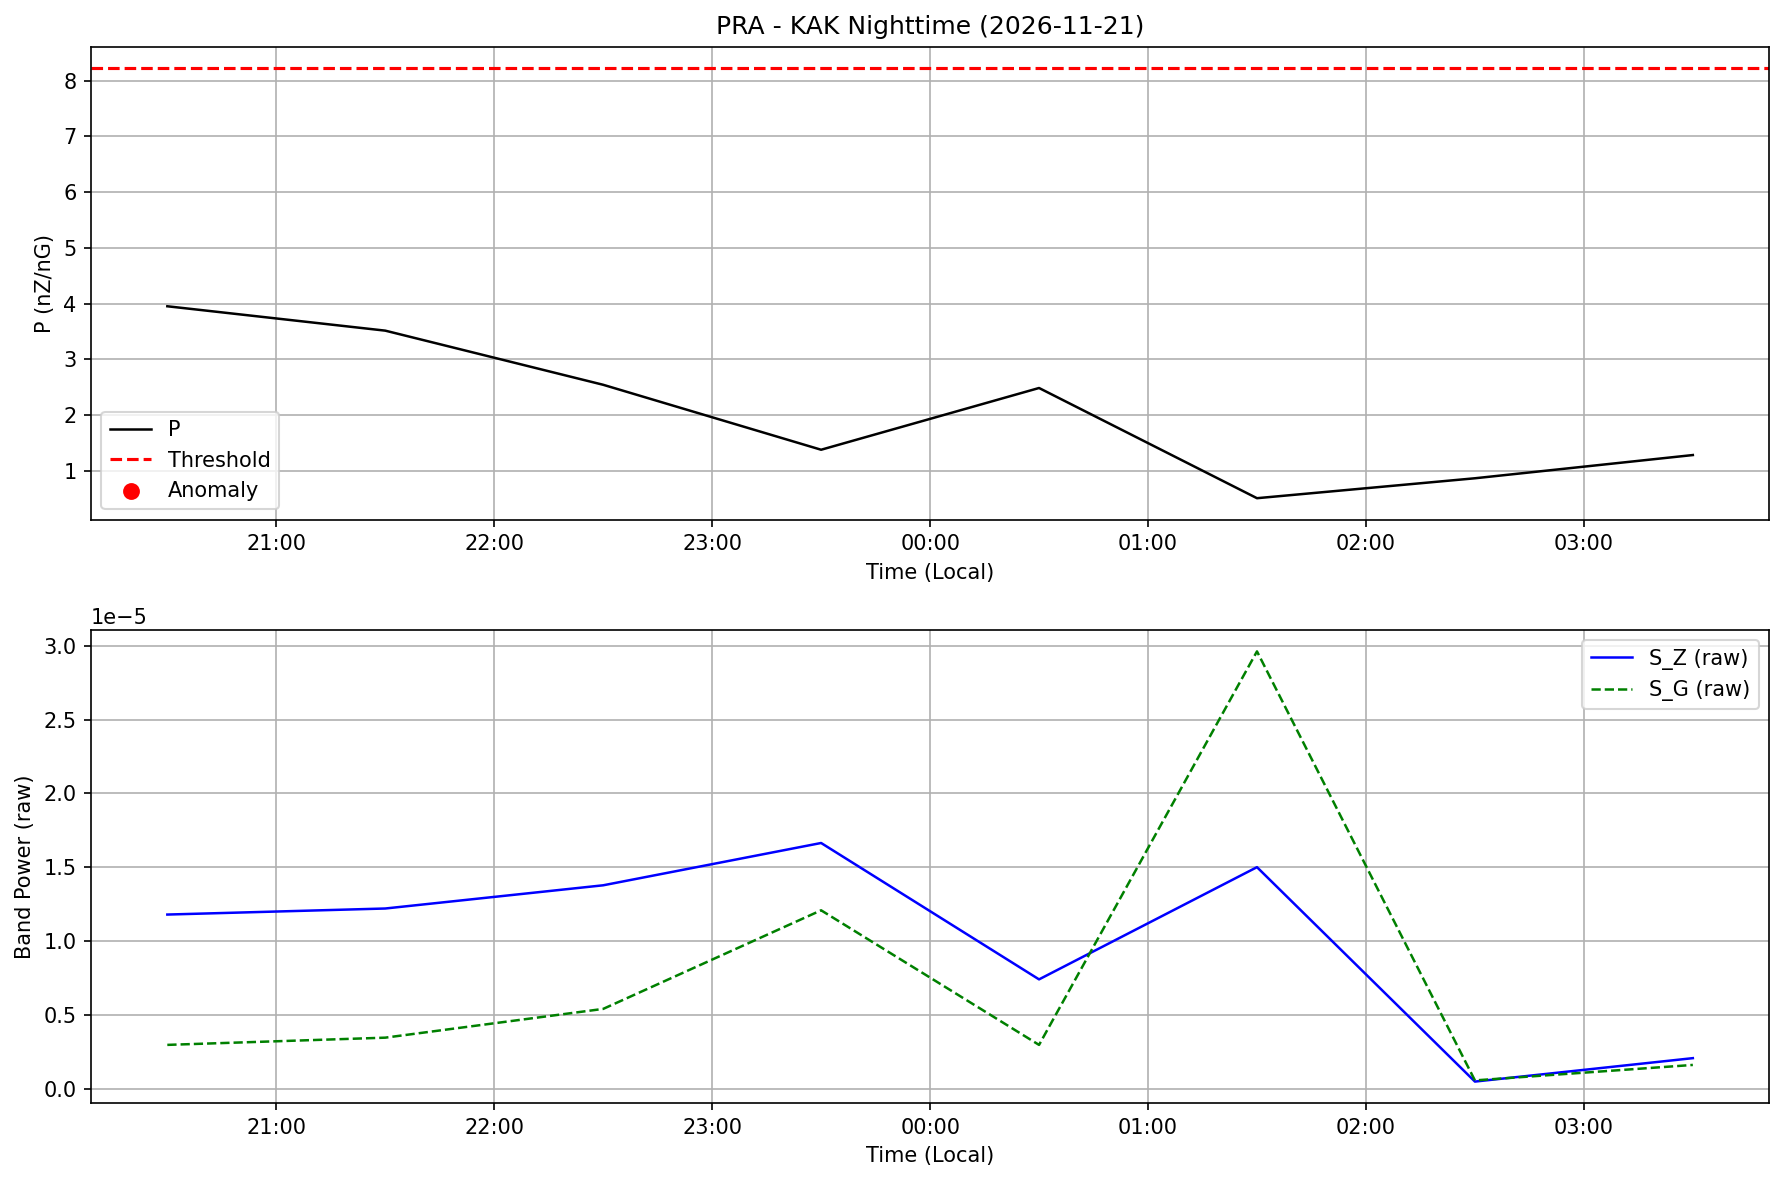 PRA - KAK Nighttime (2026-11-21)
P (nZ/nG)
8
7
6
5
4
3
2
1
P
Threshold
Anomaly
21:00 22:00 23:00 00:00 01:00 02:00 03:00
Time (Local)
1e−5
Band Power (raw)
3.0
2.5
2.0
1.5
1.0
0.5
0.0
S_Z (raw)
S_G (raw)
21:00 22:00 23:00 00:00 01:00 02:00 03:00
Time (Local)